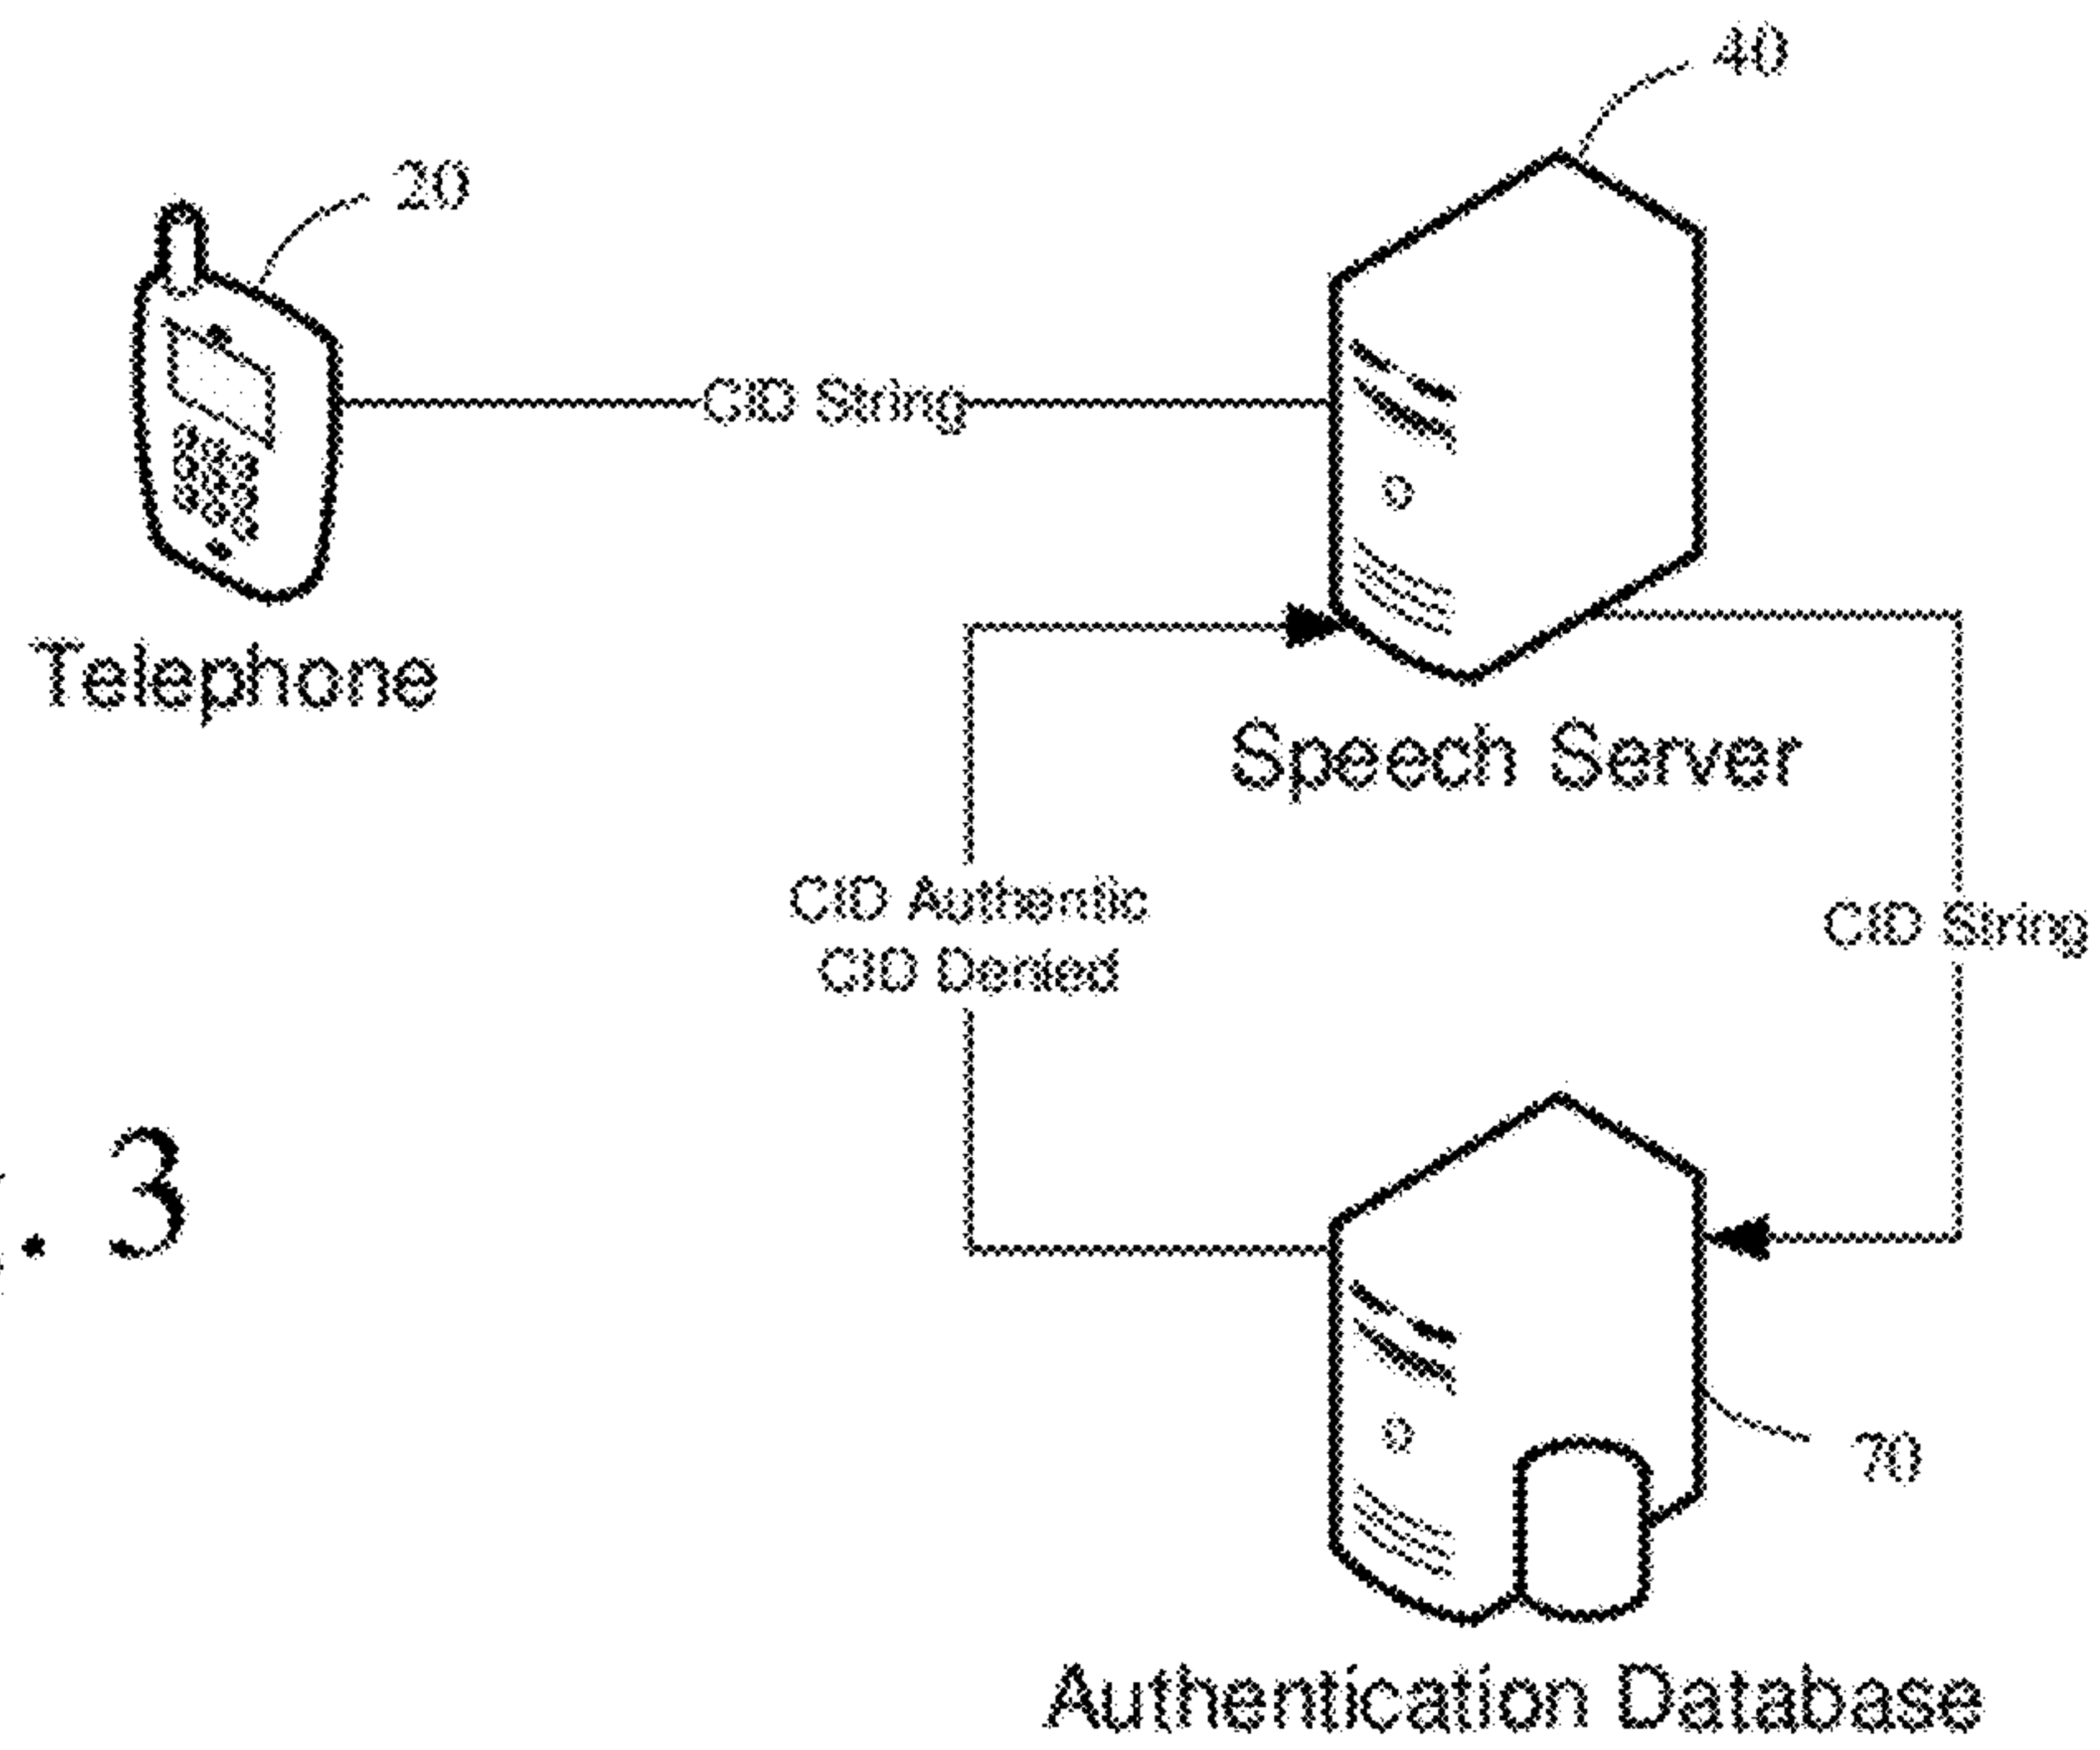 40
20
CID String
Telephone
Speech Server
CID Authentic
CID Denied
CID String
. 3
70
Authentication Database